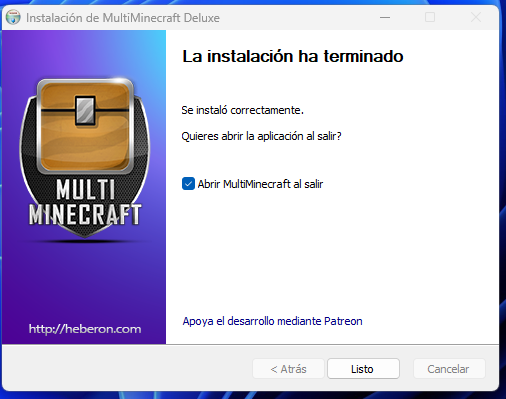 Instalación de MultiMinecraft Deluxe
La instalación ha terminado
Se instaló correctamente.
Quieres abrir la aplicación al salir?
Abrir MultiMinecraft al salir
MULTI
MINECRAFT
http://heberon.com
Apoya el desarrollo mediante Patreon
< Atrás
Listo
Cancelar